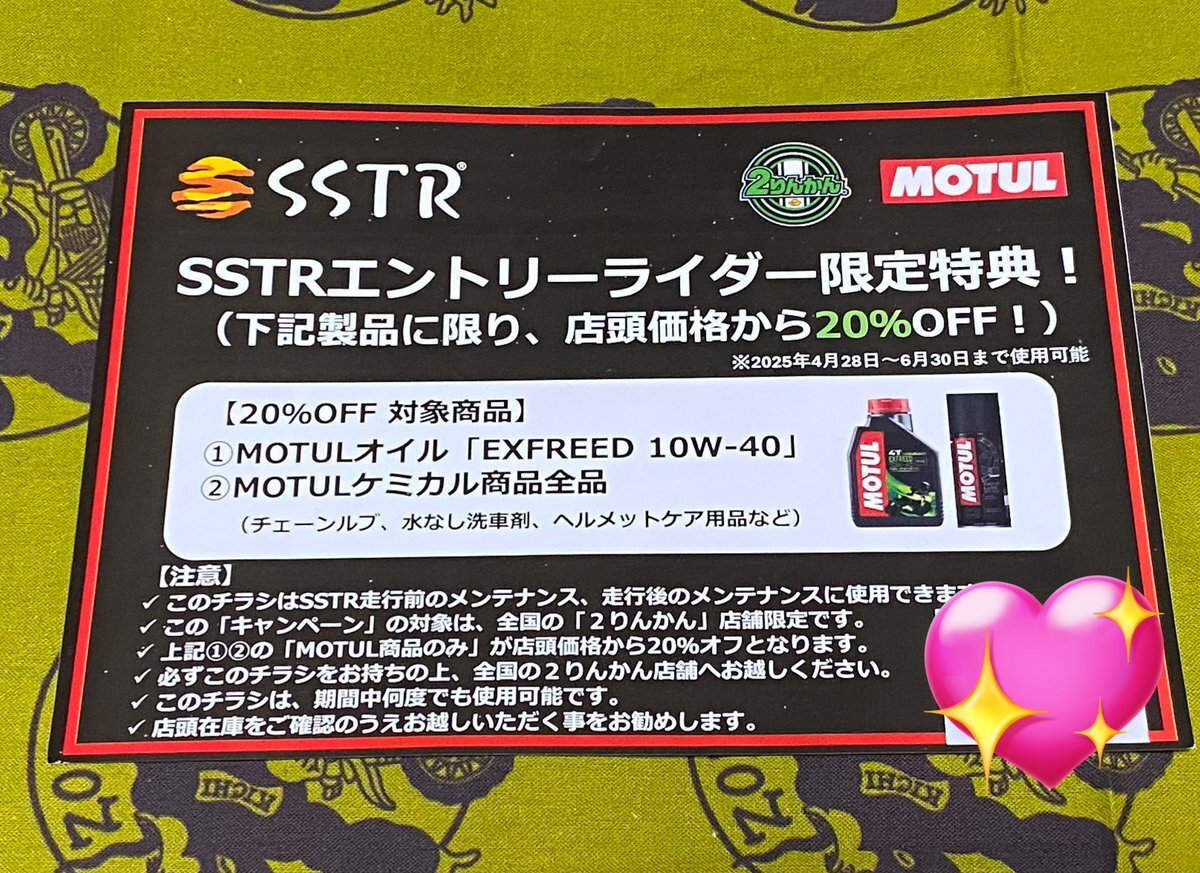 SSTR®
2りんかん
MOTUL
SSTRエントリーライダー限定特典！
（下記製品に限り、店頭価格から20%OFF！）
※2025年4月28日～6月30日まで使用可能
【20%OFF 対象商品】
①MOTULオイル「EXFREED 10W-40」
②MOTULケミカル商品全品
（チェーンルブ、水なし洗車剤、ヘルメットケア用品など）
MOTUL
4T
EXFREED
MOTUL
【注意】
✓ このチラシはSSTR走行前のメンテナンス、走行後のメンテナンスに使用できます
✓ この「キャンペーン」の対象は、全国の「２りんかん」店舗限定です。
✓ 上記①②の「MOTUL商品のみ」が店頭価格から20%オフとなります。
✓ 必ずこのチラシをお持ちの上、全国の２りんかん店舗へお越しください。
✓ このチラシは、期間中何度でも使用可能です。
✓ 店頭在庫をご確認のうえお越しいただく事をお勧めします。
KICHI
KICHI